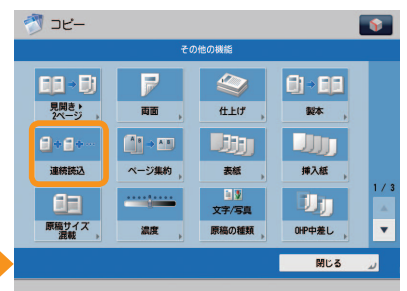 コピー
その他の機能
見開き▶
2ページ
両面
仕上げ
製本
連続読込
ページ集約
表紙
挿入紙
1 / 3
原稿サイズ
混載
濃度
文字/写真
原稿の種類
OHP中差し
閉じる